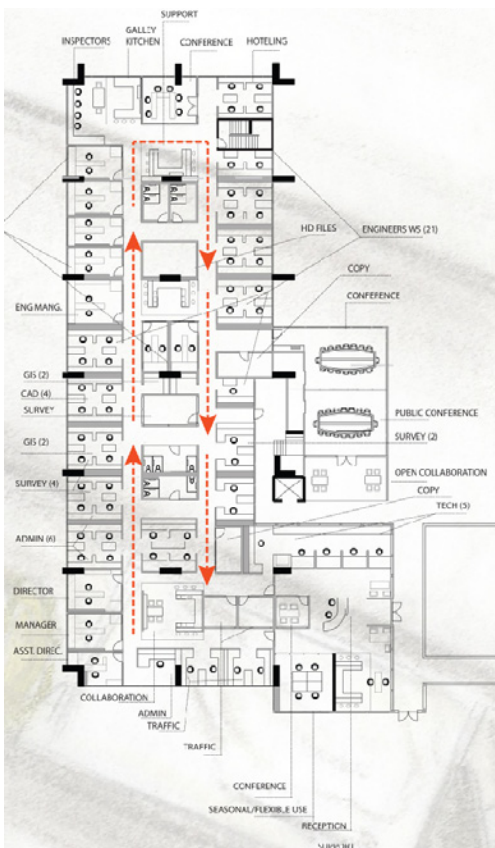 SUPPORT
GALLEY
KITCHEN
INSPECTORS
CONFERENCE
HOTELING
HD FILES
ENGINEERS WS (21)
COPY
CONFERENCE
ENG MANG.
GIS (2)
CAD (4)
SURVEY
PUBLIC CONFERENCE
GIS (2)
SURVEY (2)
OPEN COLLABORATION
SURVEY (4)
COPY
TECH (5)
ADMIN (6)
DIRECTOR
MANAGER
ASST. DIREC.
COLLABORATION
ADMIN
TRAFFIC
TRAFFIC
CONFERENCE
SEASONAL/FLEXIBLE USE
RECEPTION